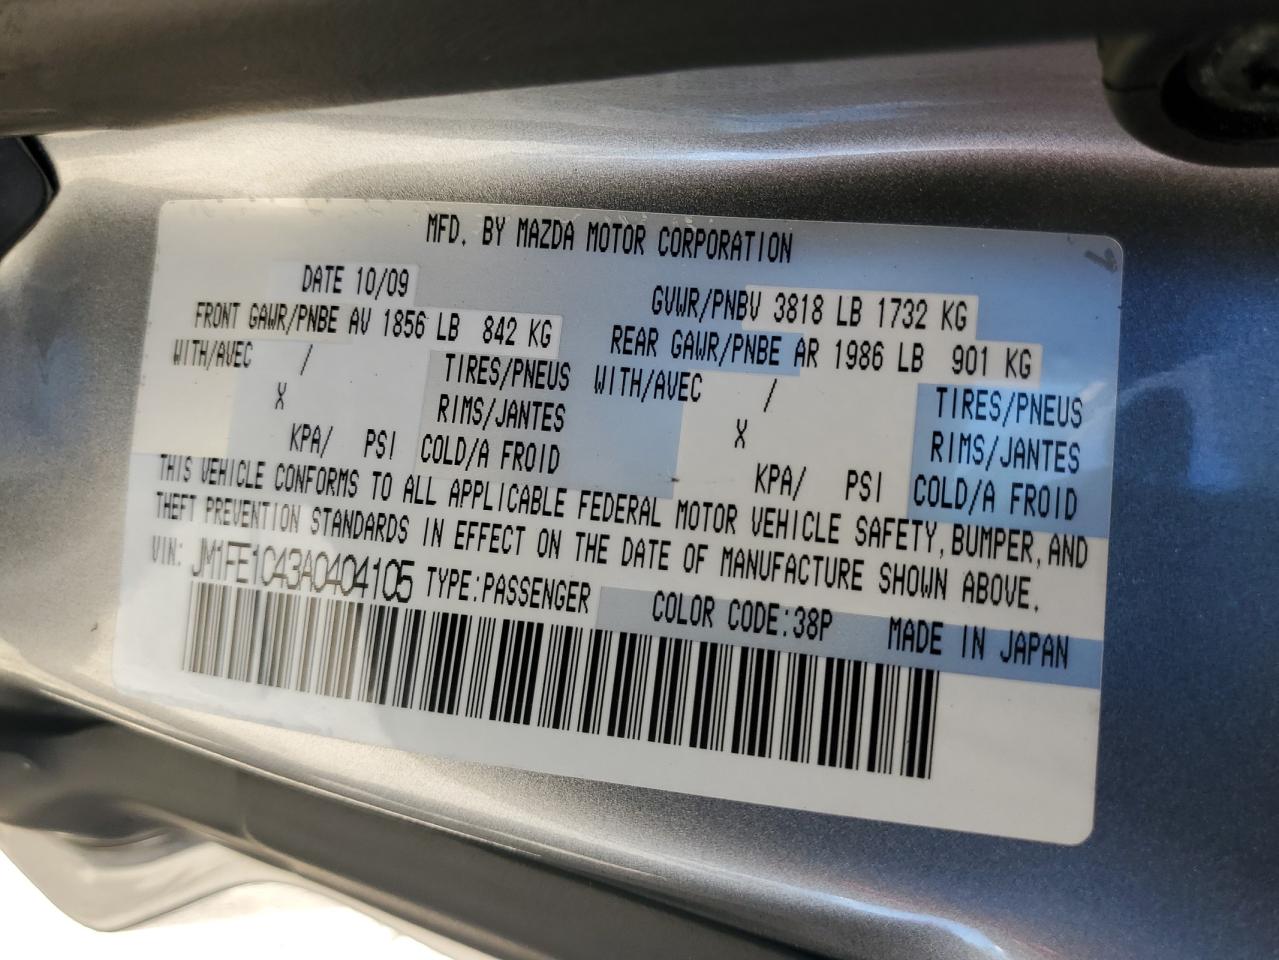 MFD. BY MAZDA MOTOR CORPORATION
DATE 10/09 GVWR/PNBV 3818 LB 1732 KG
FRONT GAWR/PNBE AV 1856 LB 842 KG REAR GAWR/PNBE AR 1986 LB 901 KG
WITH/AVEC / TIRES/PNEUS WITH/AVEC / TIRES/PNEUS
X RIMS/JANTES X RIMS/JANTES
KPA/ PSI COLD/A FROID KPA/ PSI COLD/A FROID
THIS VEHICLE CONFORMS TO ALL APPLICABLE FEDERAL MOTOR VEHICLE SAFETY, BUMPER, AND
THEFT PREVENTION STANDARDS IN EFFECT ON THE DATE OF MANUFACTURE SHOWN ABOVE.
VIN: JM1FE1C43A0404105 TYPE:PASSENGER COLOR CODE:38P MADE IN JAPAN